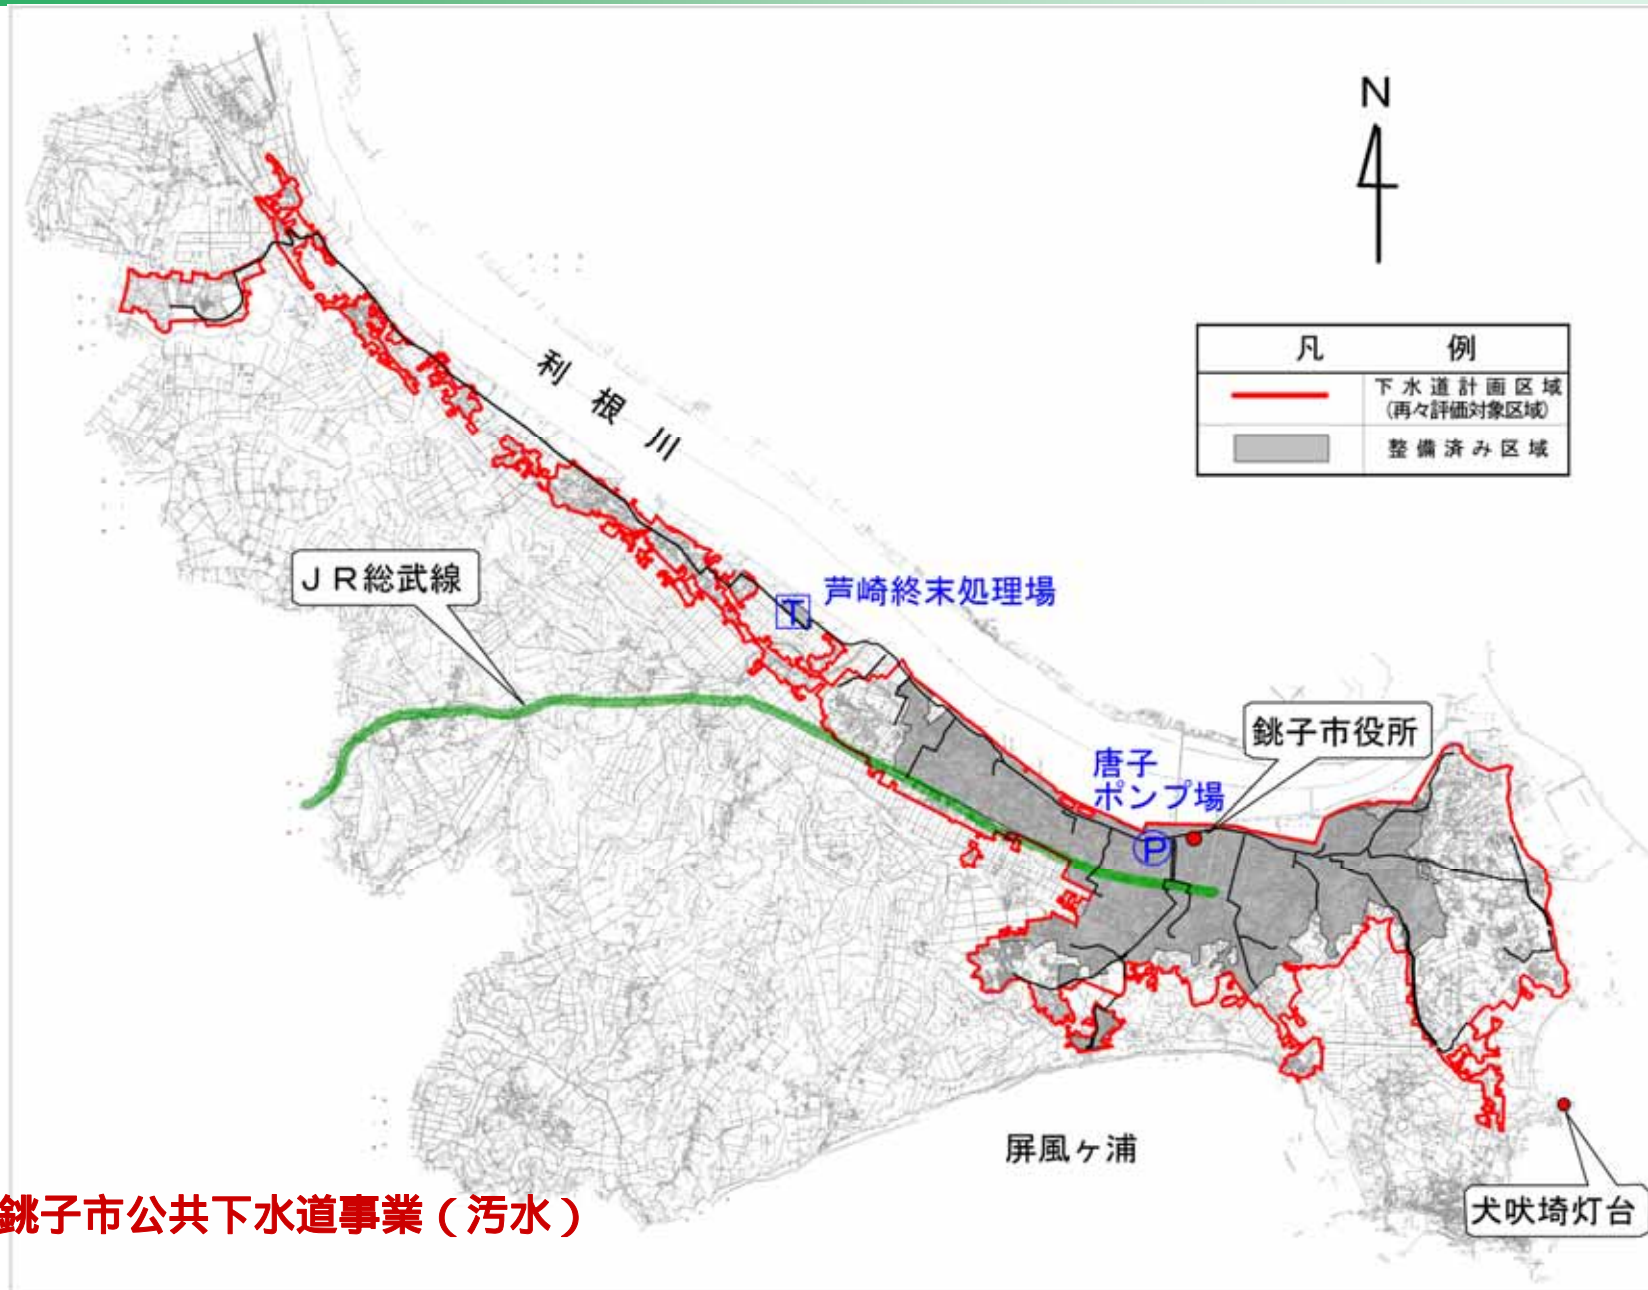 N
凡例
下水道計画区域
(再々評価対象区域)
整備済み区域
利根川
JR総武線
T
芦崎終末処理場
銚子市役所
唐子
ポンプ場
P
屏風ヶ浦
犬吠埼灯台
銚子市公共下水道事業(汚水)